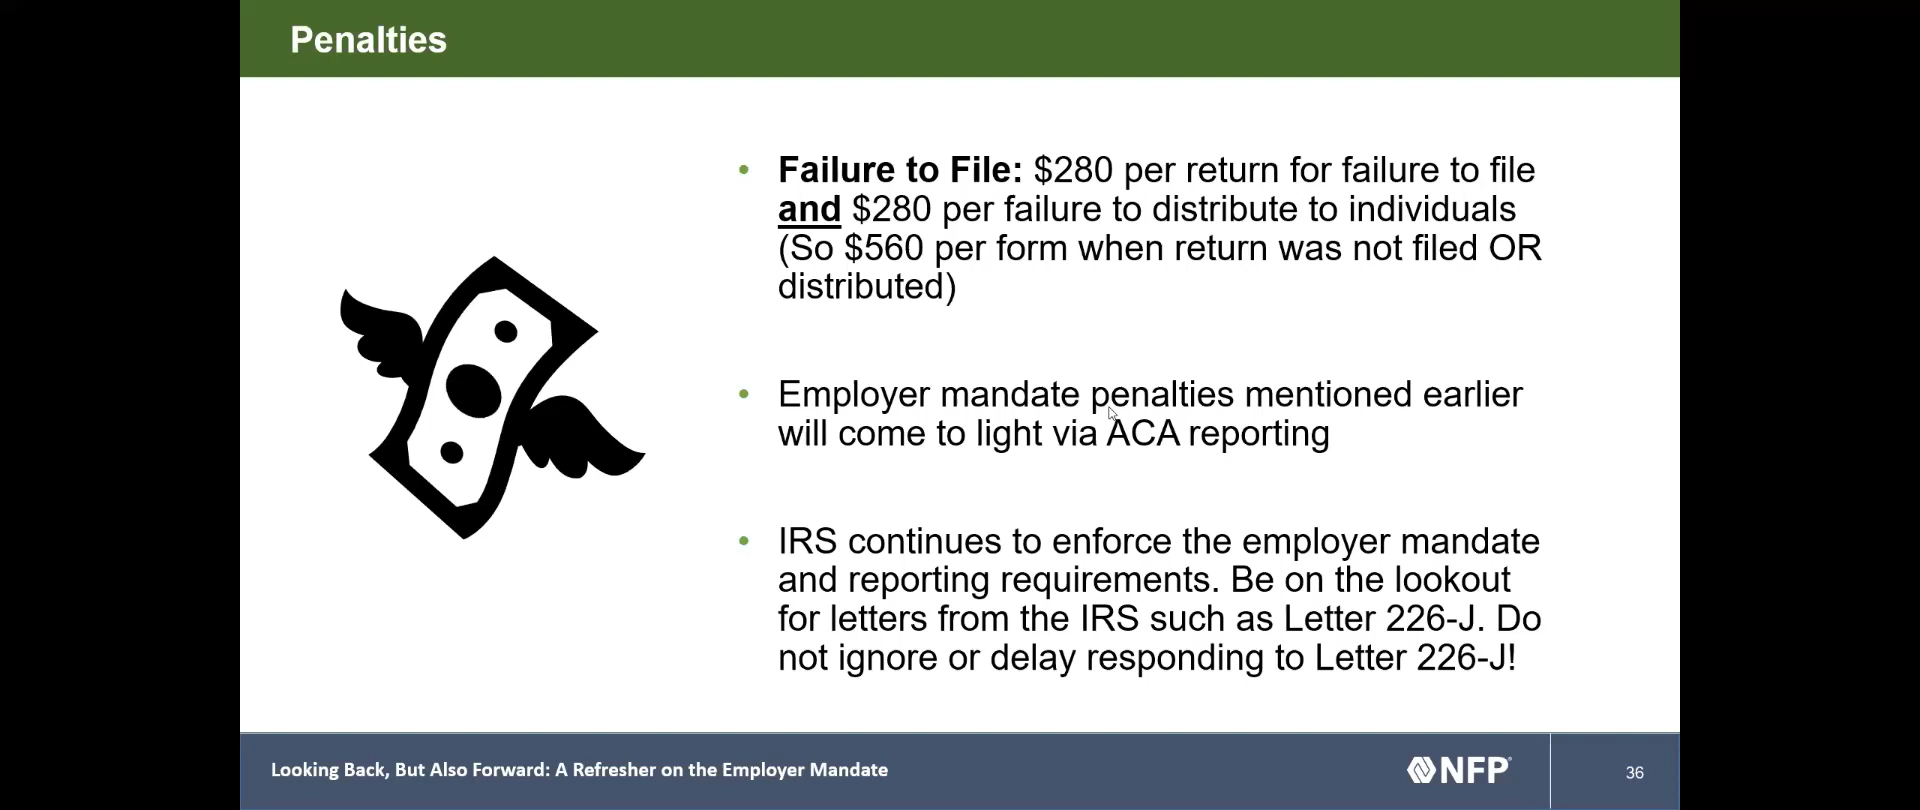 Penalties
• Failure to File: $280 per return for failure to file
and $280 per failure to distribute to individuals
(So $560 per form when return was not filed OR
distributed)
• Employer mandate penalties mentioned earlier
will come to light via ACA reporting
• IRS continues to enforce the employer mandate
and reporting requirements. Be on the lookout
for letters from the IRS such as Letter 226-J. Do
not ignore or delay responding to Letter 226-J!
Looking Back, But Also Forward: A Refresher on the Employer Mandate
NFP
36